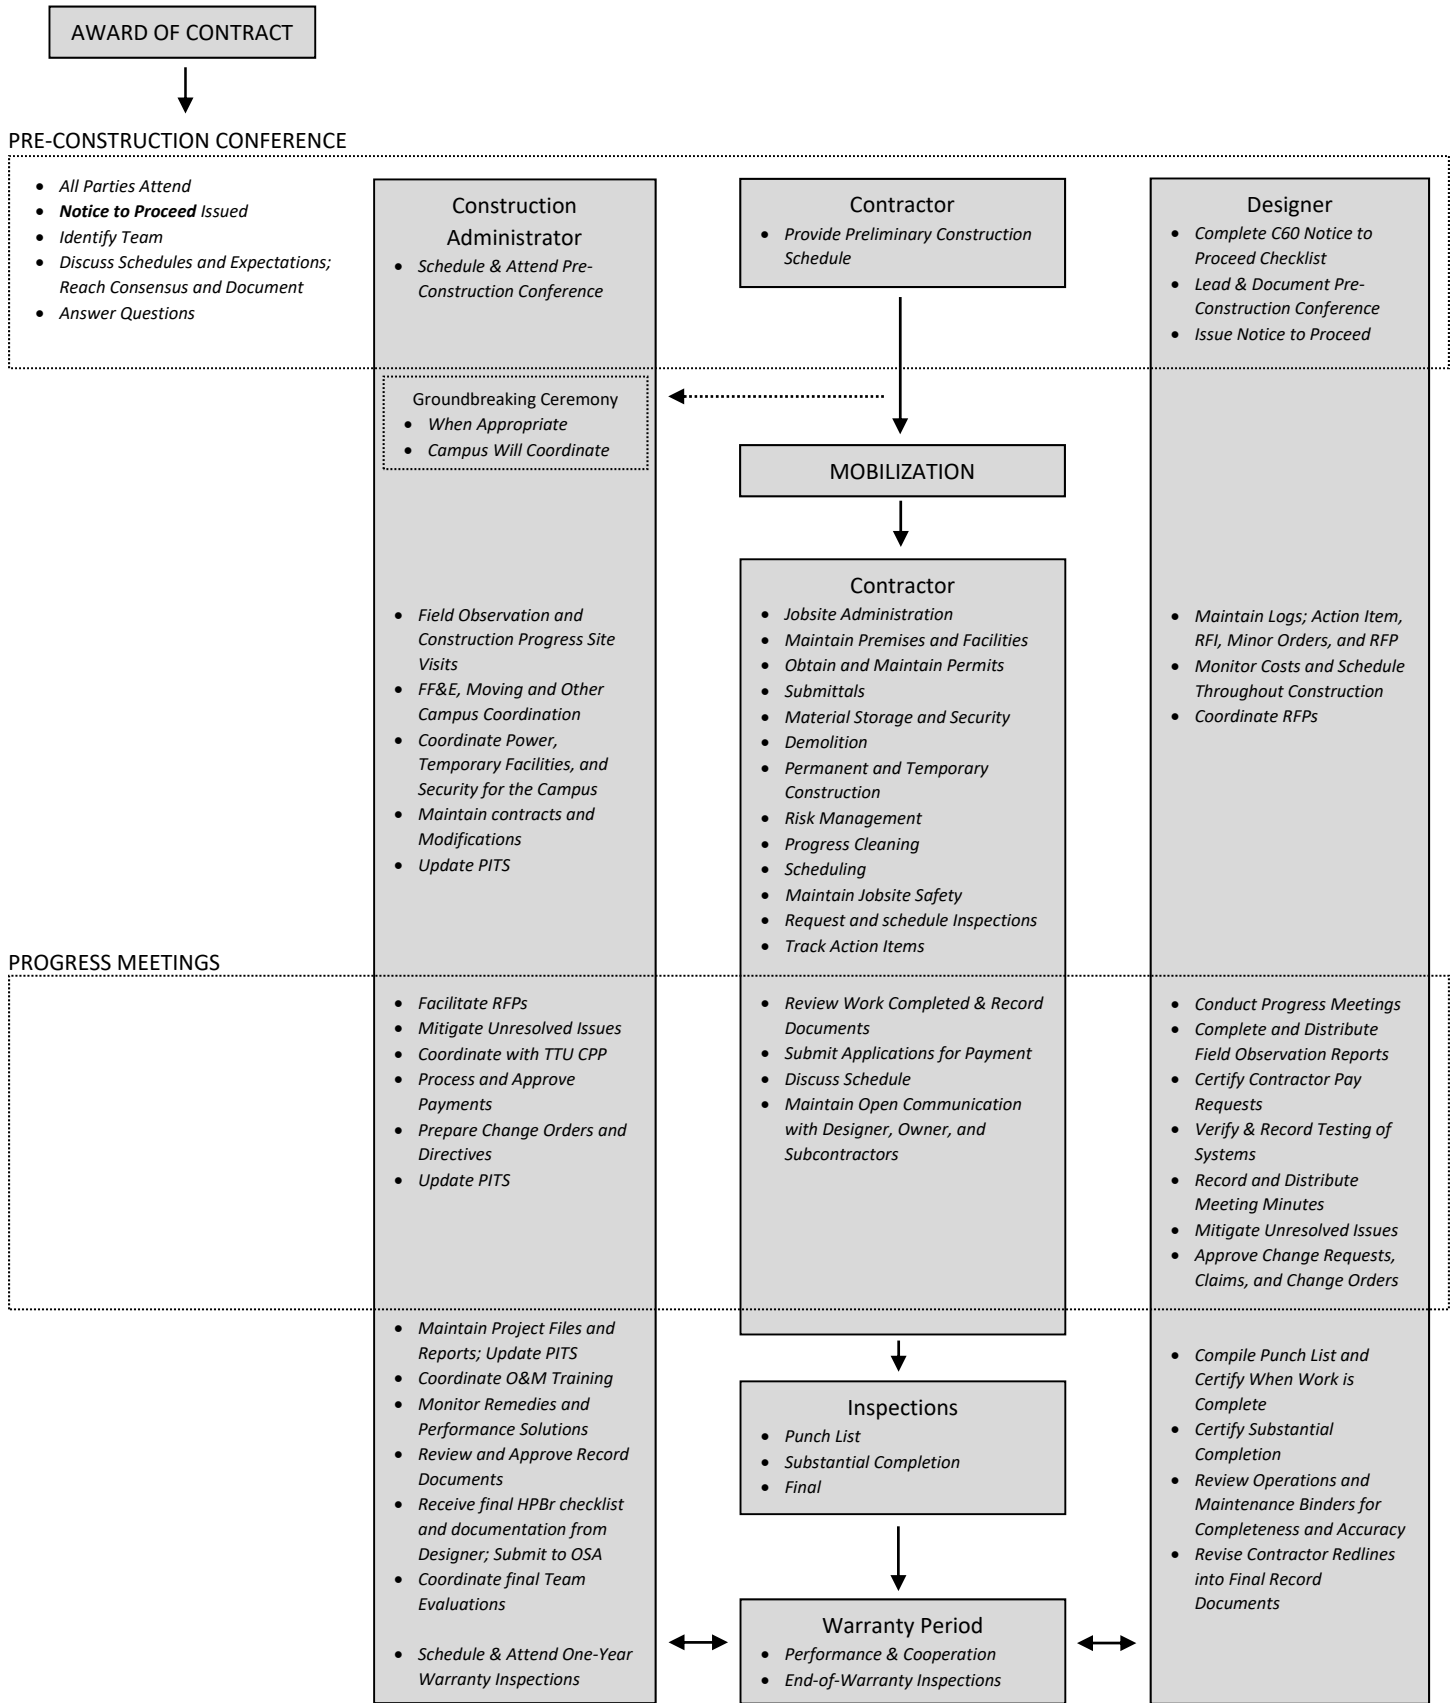 AWARD OF CONTRACT
PRE-CONSTRUCTION CONFERENCE
• All Parties Attend
• Notice to Proceed Issued
• Identify Team
• Discuss Schedules and Expectations;
Reach Consensus and Document
• Answer Questions
Construction
Administrator
• Schedule & Attend Pre-
Construction Conference
Contractor
• Provide Preliminary Construction
Schedule
Designer
• Complete C60 Notice to
Proceed Checklist
• Lead & Document Pre-
Construction Conference
• Issue Notice to Proceed
Groundbreaking Ceremony
• When Appropriate
• Campus Will Coordinate
MOBILIZATION
• Field Observation and
Construction Progress Site
Visits
• FF&E, Moving and Other
Campus Coordination
• Coordinate Power,
Temporary Facilities, and
Security for the Campus
• Maintain contracts and
Modifications
• Update PITS
Contractor
• Jobsite Administration
• Maintain Premises and Facilities
• Obtain and Maintain Permits
• Submittals
• Material Storage and Security
• Demolition
• Permanent and Temporary
Construction
• Risk Management
• Progress Cleaning
• Scheduling
• Maintain Jobsite Safety
• Request and schedule Inspections
• Track Action Items
• Maintain Logs; Action Item,
RFI, Minor Orders, and RFP
• Monitor Costs and Schedule
Throughout Construction
• Coordinate RFPs
PROGRESS MEETINGS
• Facilitate RFPs
• Mitigate Unresolved Issues
• Coordinate with TTU CPP
• Process and Approve
Payments
• Prepare Change Orders and
Directives
• Update PITS
• Review Work Completed & Record
Documents
• Submit Applications for Payment
• Discuss Schedule
• Maintain Open Communication
with Designer, Owner, and
Subcontractors
• Conduct Progress Meetings
• Complete and Distribute
Field Observation Reports
• Certify Contractor Pay
Requests
• Verify & Record Testing of
Systems
• Record and Distribute
Meeting Minutes
• Mitigate Unresolved Issues
• Approve Change Requests,
Claims, and Change Orders
• Maintain Project Files and
Reports; Update PITS
• Coordinate O&M Training
• Monitor Remedies and
Performance Solutions
• Review and Approve Record
Documents
• Receive final HPBr checklist
and documentation from
Designer; Submit to OSA
• Coordinate final Team
Evaluations
• Schedule & Attend One-Year
Warranty Inspections
Inspections
• Punch List
• Substantial Completion
• Final
Warranty Period
• Performance & Cooperation
• End-of-Warranty Inspections
• Compile Punch List and
Certify When Work is
Complete
• Certify Substantial
Completion
• Review Operations and
Maintenance Binders for
Completeness and Accuracy
• Revise Contractor Redlines
into Final Record
Documents